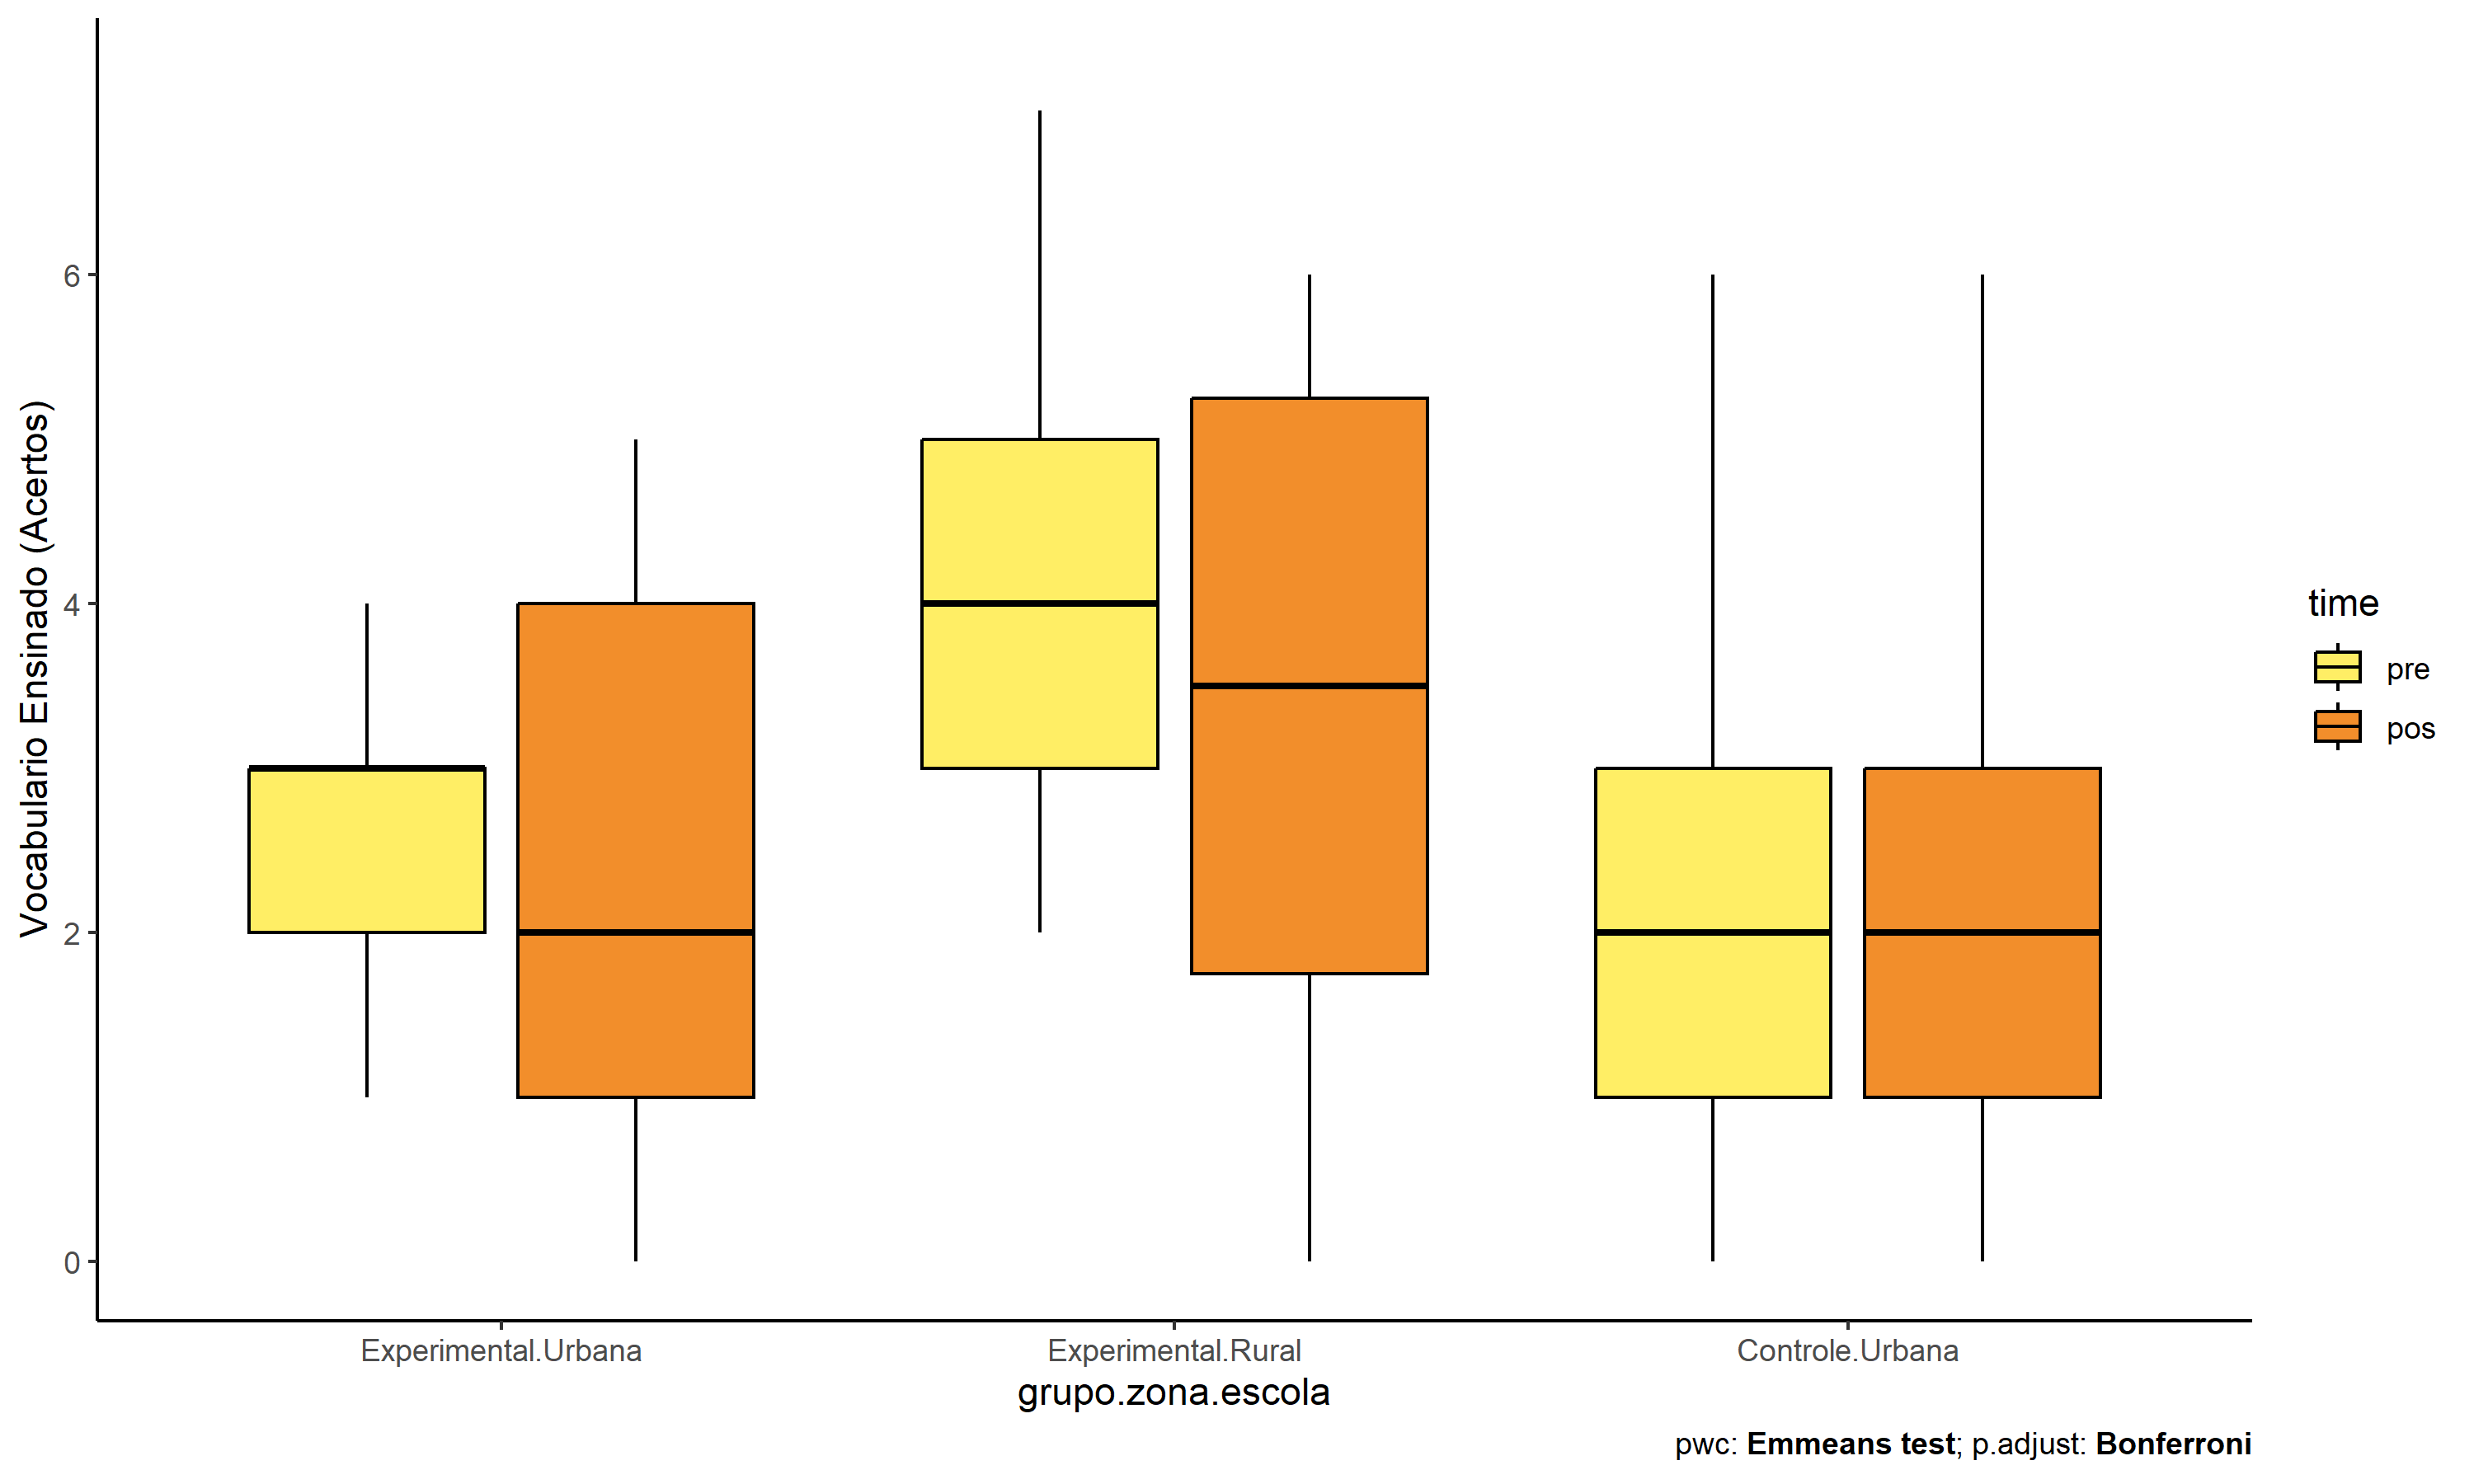 Vocabulario Ensinado (Acertos)
6
4
2
0
Experimental.Urbana
Experimental.Rural
Controle.Urbana
grupo.zona.escola
time
pre
pos
pwc: Emmeans test; p.adjust: Bonferroni